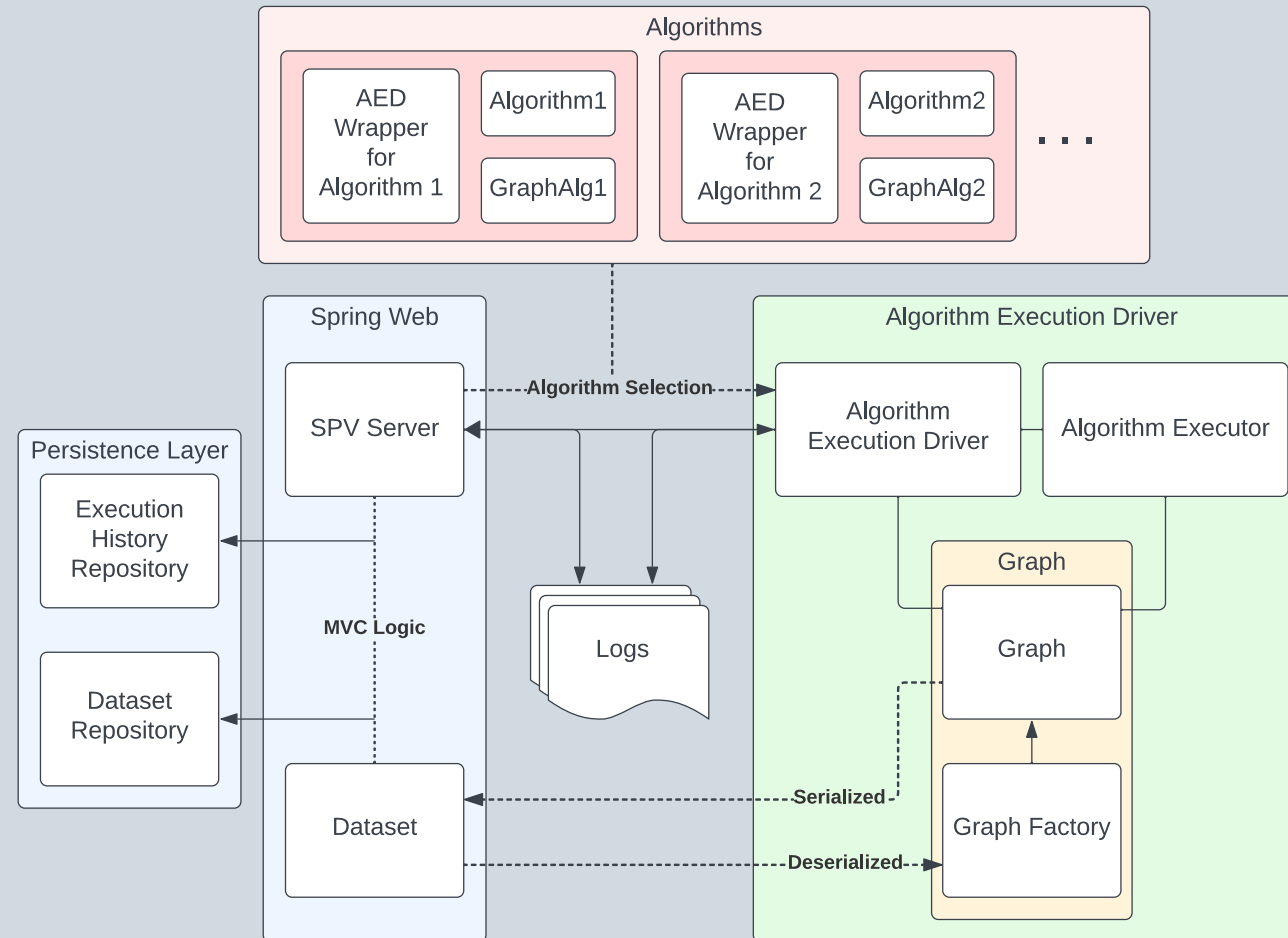 Algorithms
AED
Wrapper
for
Algorithm 1
Algorithm1
GraphAlg1
AED
Wrapper
for
Algorithm 2
Algorithm2
GraphAlg2
. . .
Spring Web
Algorithm Execution Driver
SPV Server
Algorithm Selection
Algorithm
Execution Driver
Algorithm Executor
Persistence Layer
Execution
History
Repository
Graph
MVC Logic
Logs
Graph
Dataset
Repository
Serialized
Dataset
Graph Factory
Deserialized